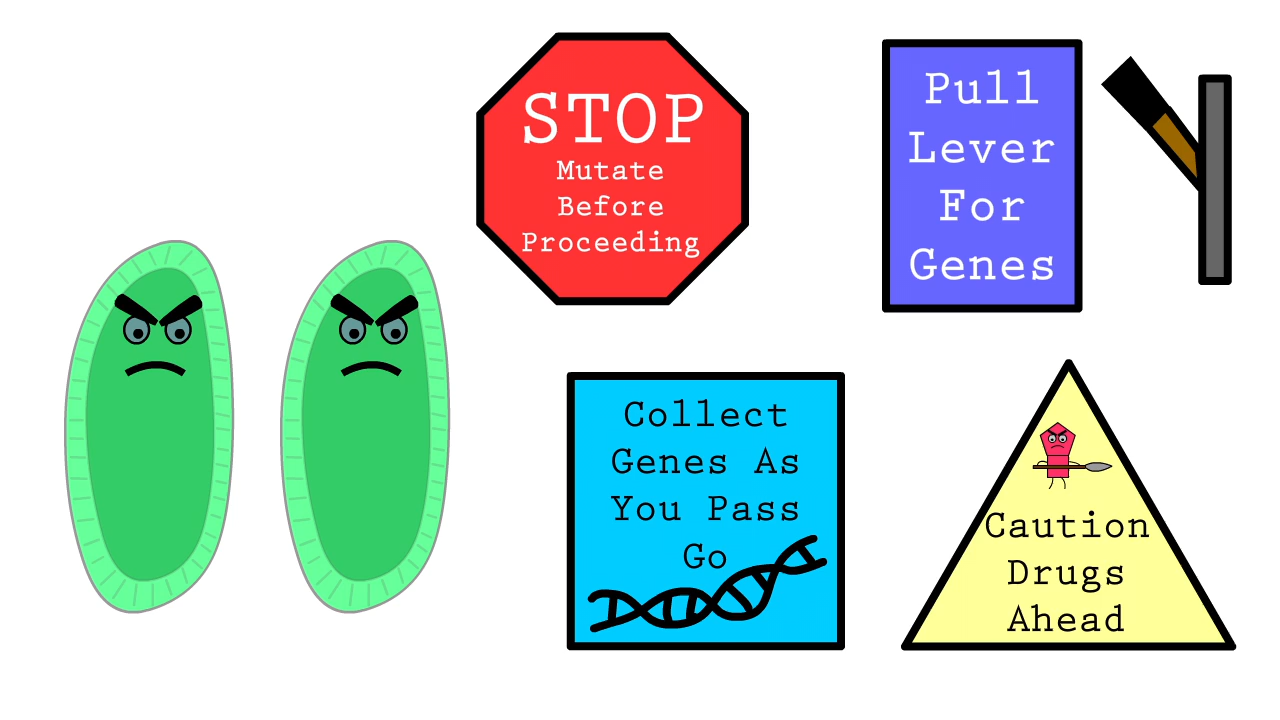 STOP
Mutate
Before
Proceeding
Pull
Lever
For
Genes
Collect
Genes As
You Pass
Go
Caution
Drugs
Ahead